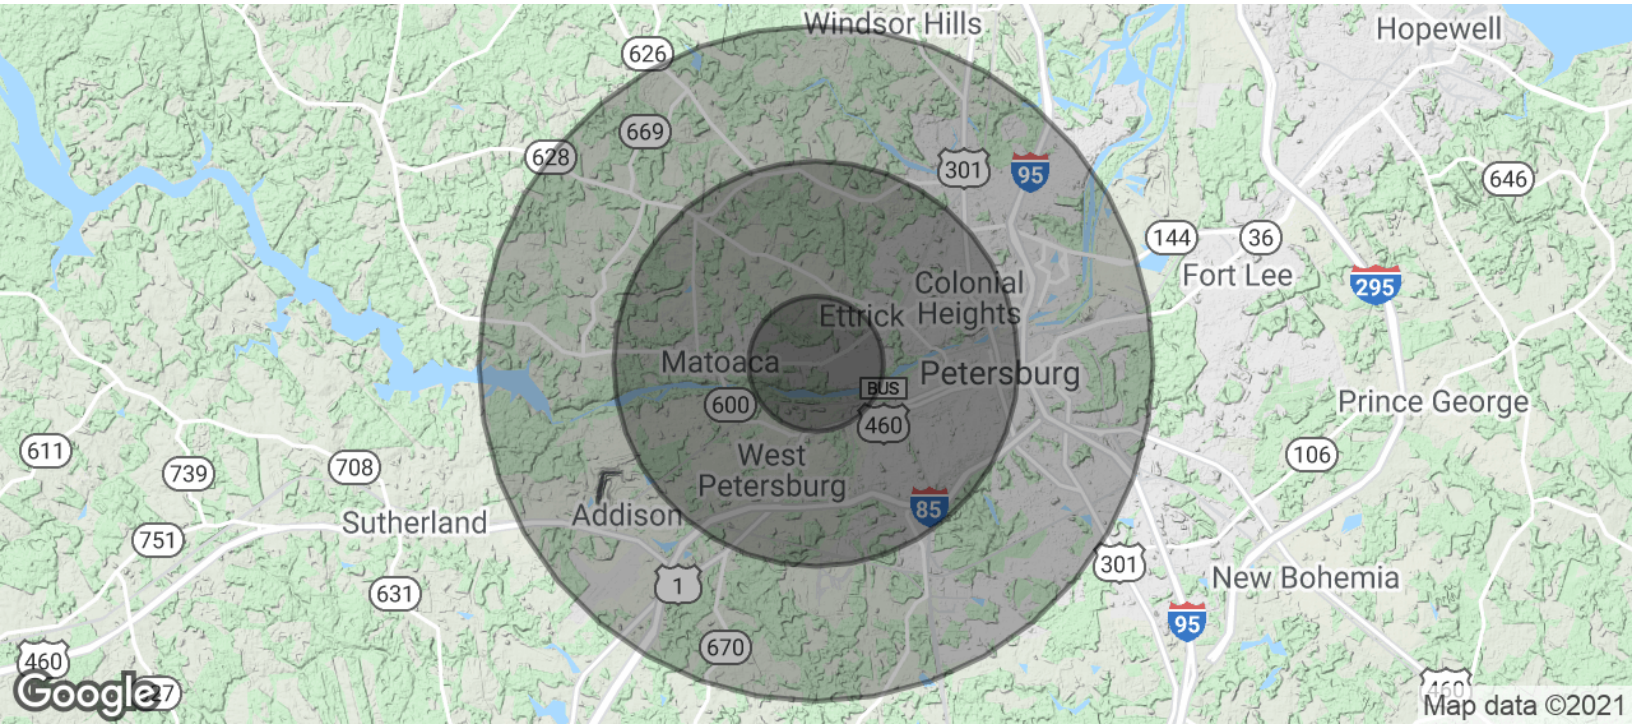 Windsor Hills
Hopewell
626
669
628
301
95
646
144
36
Fort Lee
295
Colonial
Heights
Ettrick
Matoaca
Petersburg
BUS
460
600
Prince George
611
739
708
106
West
Petersburg
85
Addison
Sutherland
751
301
1
631
New Bohemia
95
670
460
Google
27
460
Map data ©2021